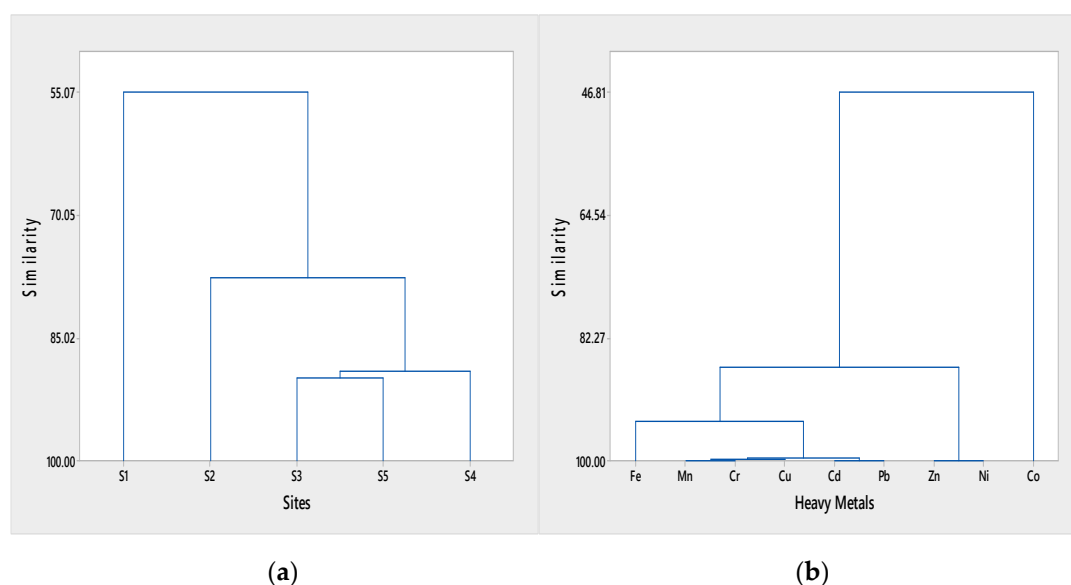 55.07
70.05
85.02
100.00
Similarity
S1 S2 S3 S5 S4
Sites
(a)
46.81
64.54
82.27
100.00
Similarity
Fe Mn Cr Cu Cd Pb Zn Ni Co
Heavy Metals
(b)